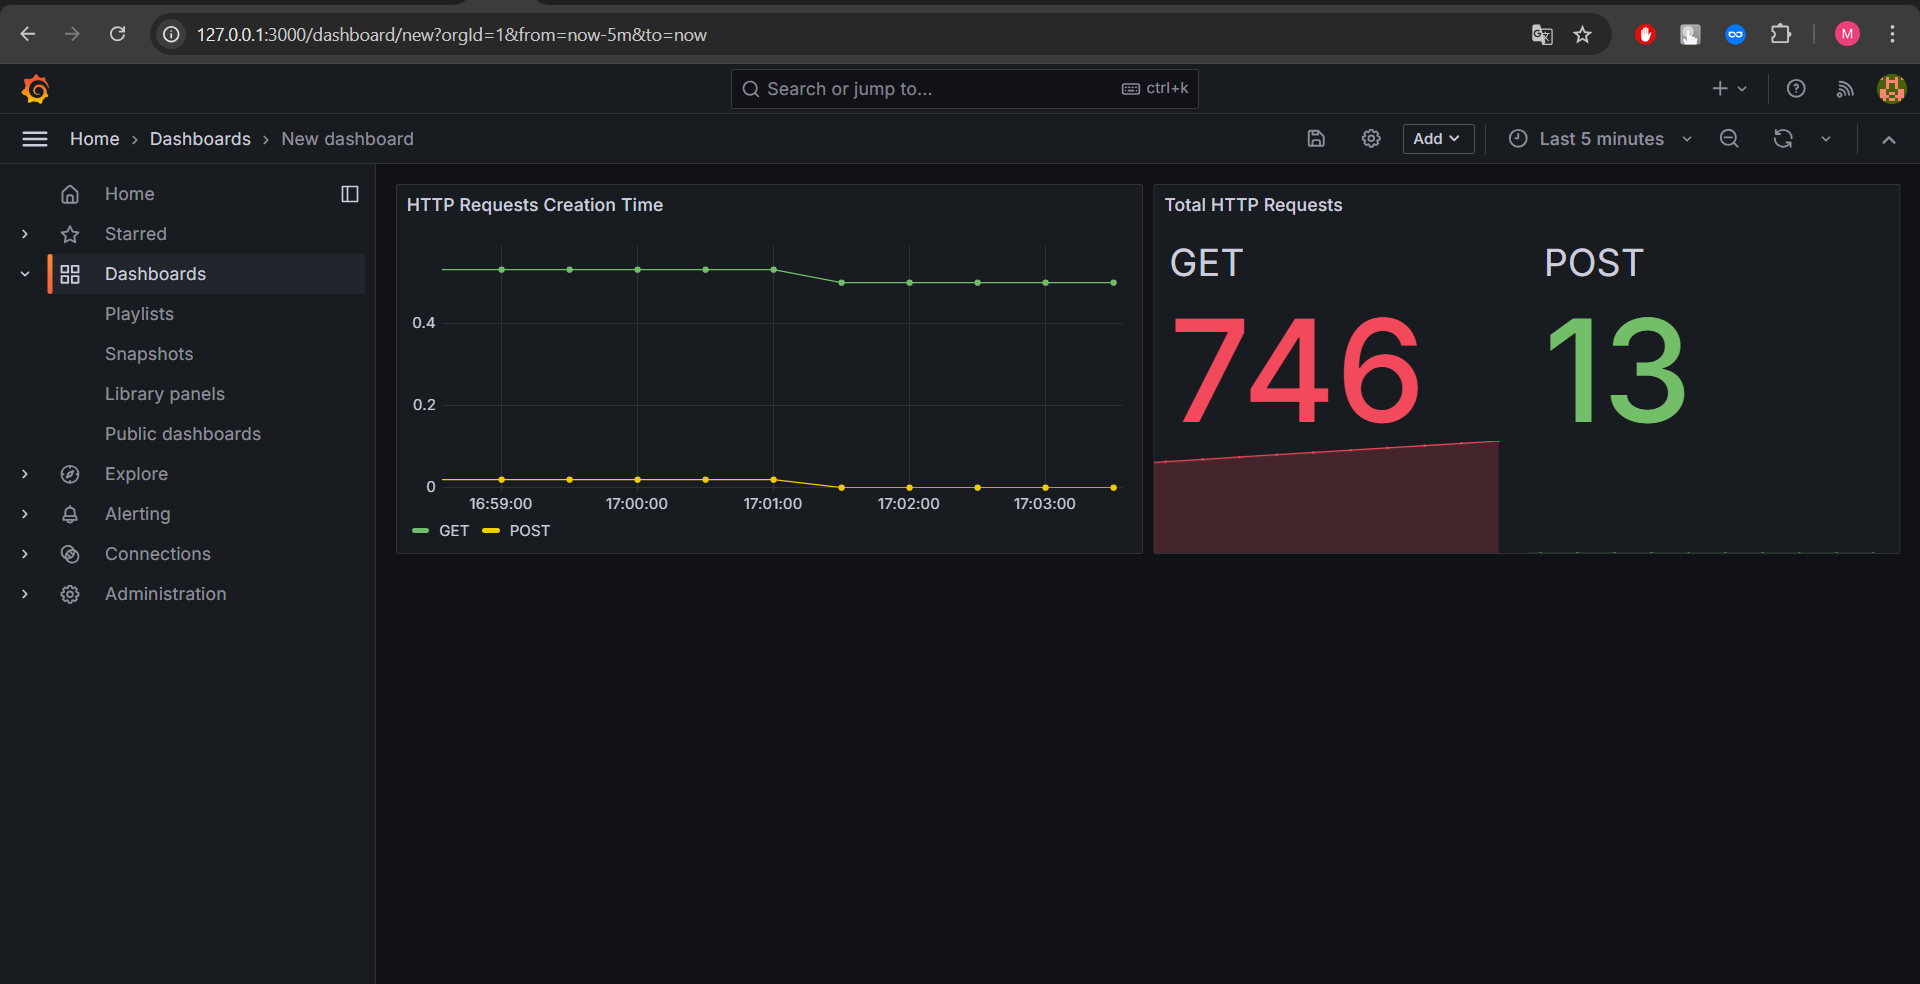 127.0.0.1:3000/dashboard/new?orgId=1&from=now-5m&to=now
M
Search or jump to...
ctrl+k
Home › Dashboards › New dashboard
Add
Last 5 minutes
Home
Starred
Dashboards
Playlists
Snapshots
Library panels
Public dashboards
Explore
Alerting
Connections
Administration
HTTP Requests Creation Time
0.4
0.2
0
16:59:00 17:00:00 17:01:00 17:02:00 17:03:00
GET POST
Total HTTP Requests
GET
746
POST
13